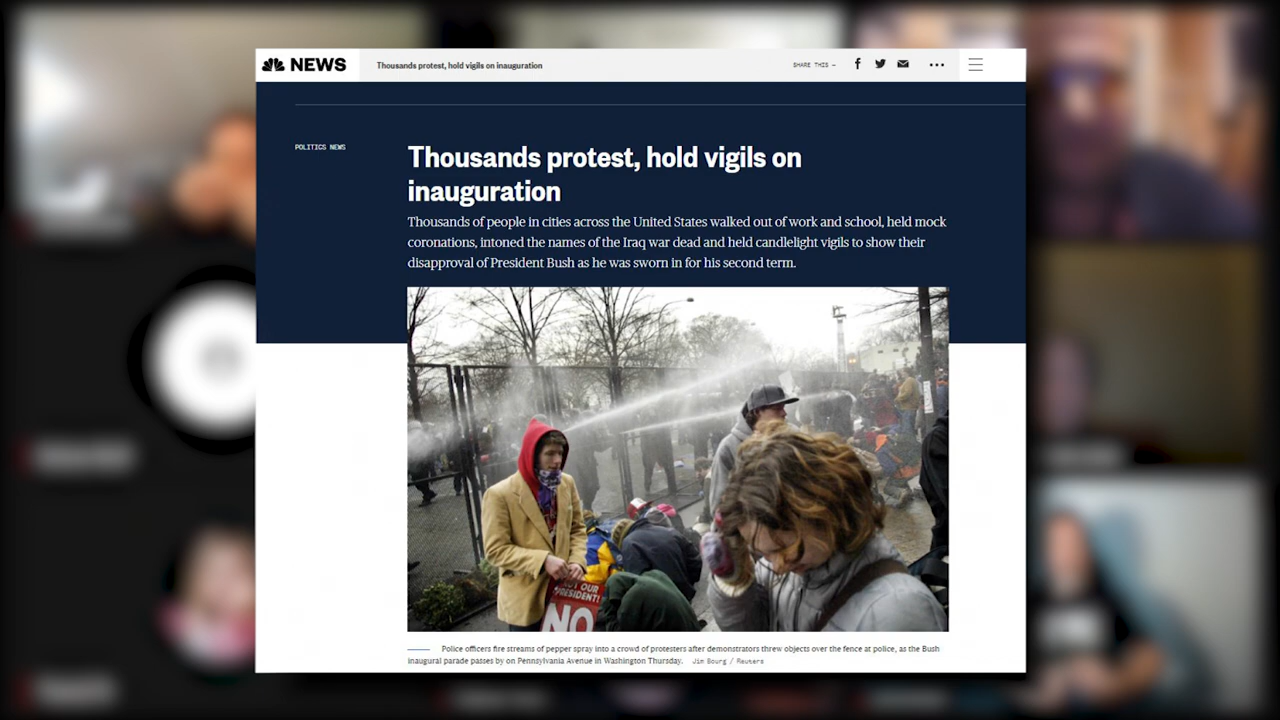 NEWS
Thousands protest, hold vigils on inauguration
SHARE THIS —
POLITICS NEWS
Thousands protest, hold vigils on
inauguration
Thousands of people in cities across the United States walked out of work and school, held mock
coronations, intoned the names of the Iraq war dead and held candlelight vigils to show their
disapproval of President Bush as he was sworn in for his second term.
OUR
PRESIDENT!
NO
Police officers fire streams of pepper spray into a crowd of protesters after demonstrators threw objects over the fence at police, as the Bush
inaugural parade passes by on Pennsylvania Avenue in Washington Thursday. Jim Bourg / Reuters